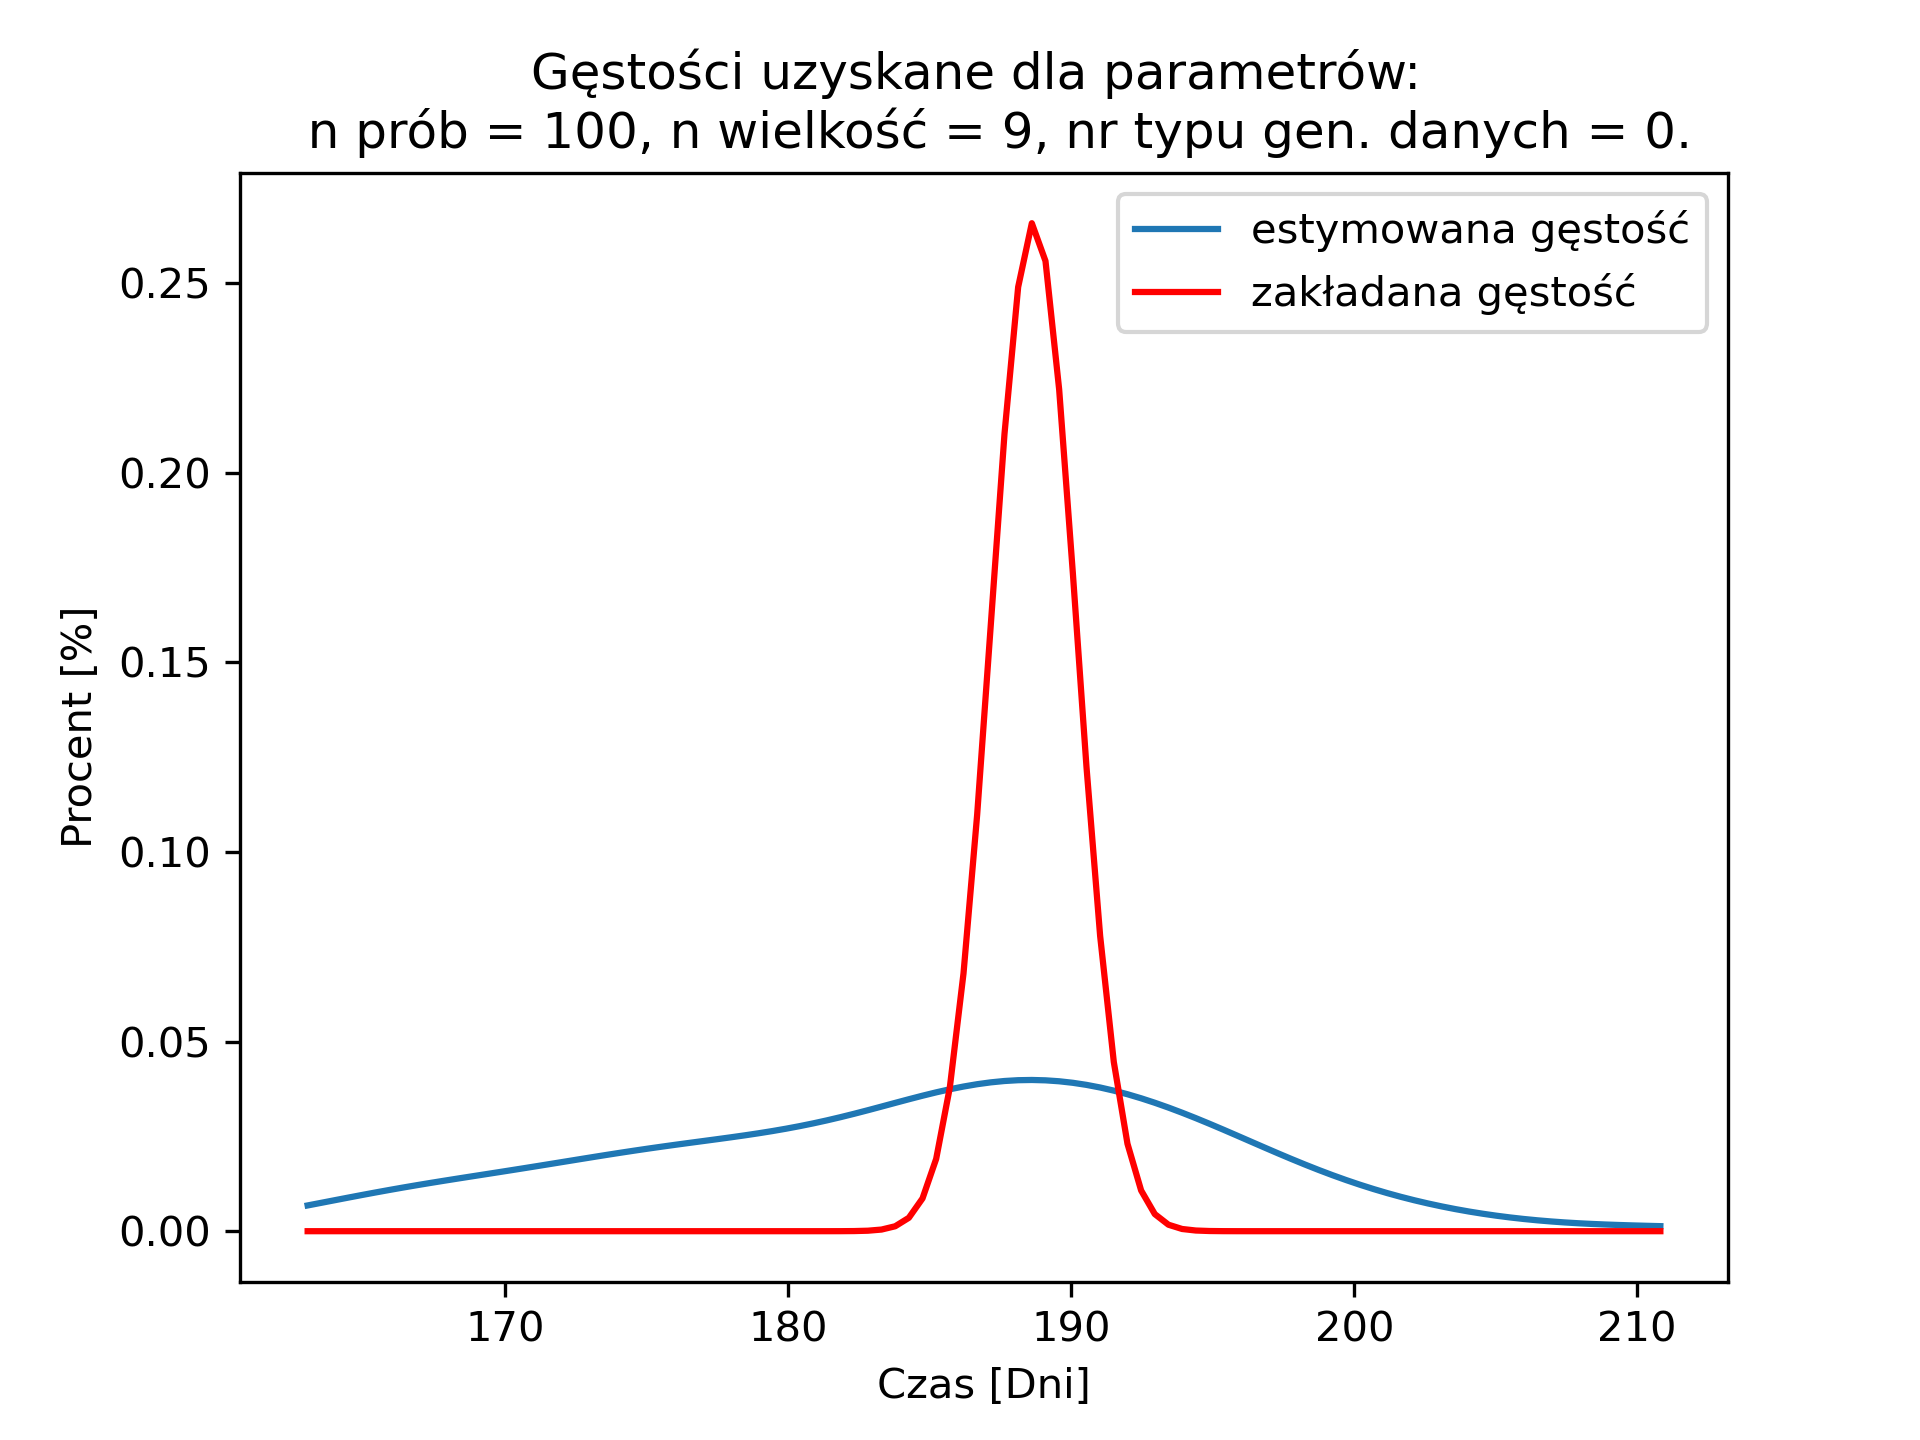 Gęstości uzyskane dla parametrów:
n prób = 100, n wielkość = 9, nr typu gen. danych = 0.
estymowana gęstość
zakładana gęstość
0.25
0.20
0.15
0.10
0.05
0.00
Procent [%]
170 180 190 200 210
Czas [Dni]